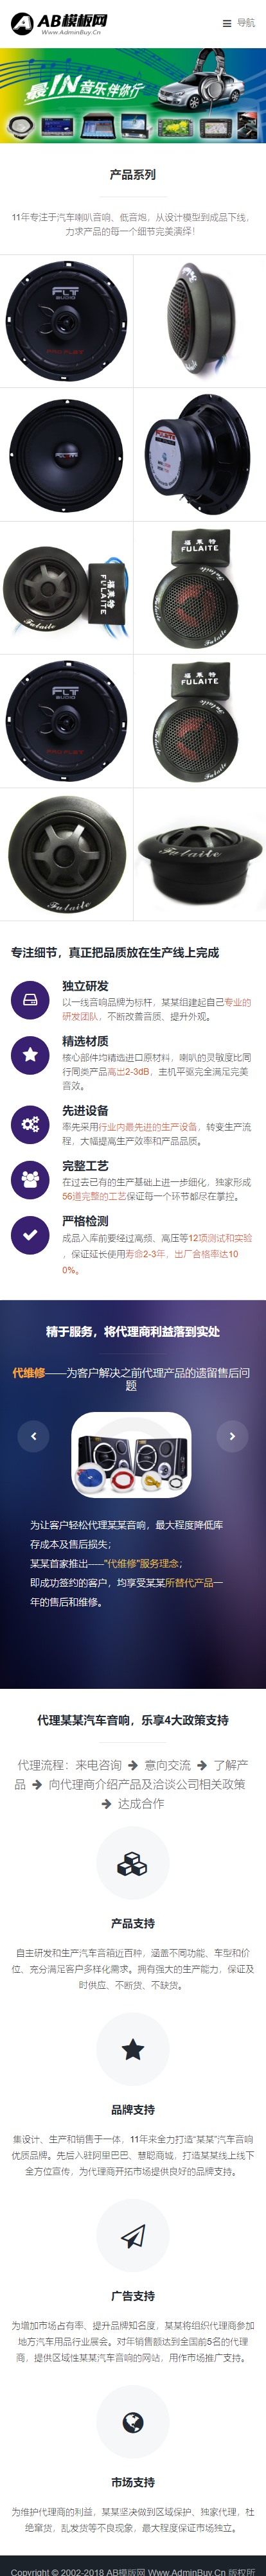 AB模板网
Www.AdminBuy.Cn
导航
最IN音乐伴你行
产品系列
11年专注于汽车喇叭音响、低音炮，从设计模型到成品下线，
力求产品的每一个细节完美演绎！
FLT
AUDIO
FULAITE
福莱特
FULAITE
Fulaite
福莱特
FULAITE
FULAITE
FLT
AUDIO
福莱特
FULAITE
FULAITE
Fulaite
Fulaite
专注细节，真正把品质放在生产线上完成
独立研发
以一线音响品牌为标杆，某某组建起自己专业的
研发团队，不断改善音质、提升外观。
精选材质
核心部件均精选进口原材料，喇叭的灵敏度比同
行同类产品高出2-3dB，主机平驱完全满足完美
音效。
先进设备
率先采用行业内最先进的生产设备，转变生产流
程，大幅提高生产效率和产品品质。
完整工艺
在过去已有的生产基础上进一步细化，独家形成
56道完整的工艺保证每一个环节都尽在掌控。
严格检测
成品入库前要经过高频、高压等12项测试和实验
，保证延长使用寿命2-3年，出厂合格率达10
0%。
精于服务，将代理商利益落到实处
代维修——为客户解决之前代理产品的遗留售后问
题
为让客户轻松代理某某音响，最大程度降低库
存成本及售后损失；
某某首家推出----"代维修"服务理念；
即成功签约的客户，均享受某某所替代产品一
年的售后和维修。
代理某某汽车音响，乐享4大政策支持
代理流程：来电咨询 ➔ 意向交流 ➔ 了解产
品 ➔ 向代理商介绍产品及洽谈公司相关政策
➔ 达成合作
产品支持
自主研发和生产汽车音箱近百种，涵盖不同功能、车型和价
位、充分满足客户多样化需求。拥有强大的生产能力，保证及
时供应、不断货、不缺货。
品牌支持
集设计、生产和销售于一体，11年来全力打造“某某”汽车音响
优质品牌。先后入驻阿里巴巴、慧聪商城，打造某某线上线下
全方位宣传，为代理商开拓市场提供良好的品牌支持。
广告支持
为增加市场占有率、提升品牌知名度，某某将组织代理商参加
地方汽车用品行业展会。对年销售额达到全国前5名的代理
商，提供区域性某某汽车音响的网站，用作市场推广支持。
市场支持
为维护代理商的利益，某某坚决做到区域保护、独家代理，杜
绝窜货，乱发货等不良现象，最大程度保证市场独立。
Copyright © 2002-2018 AB模版网 Www.AdminBuy.Cn 版权所